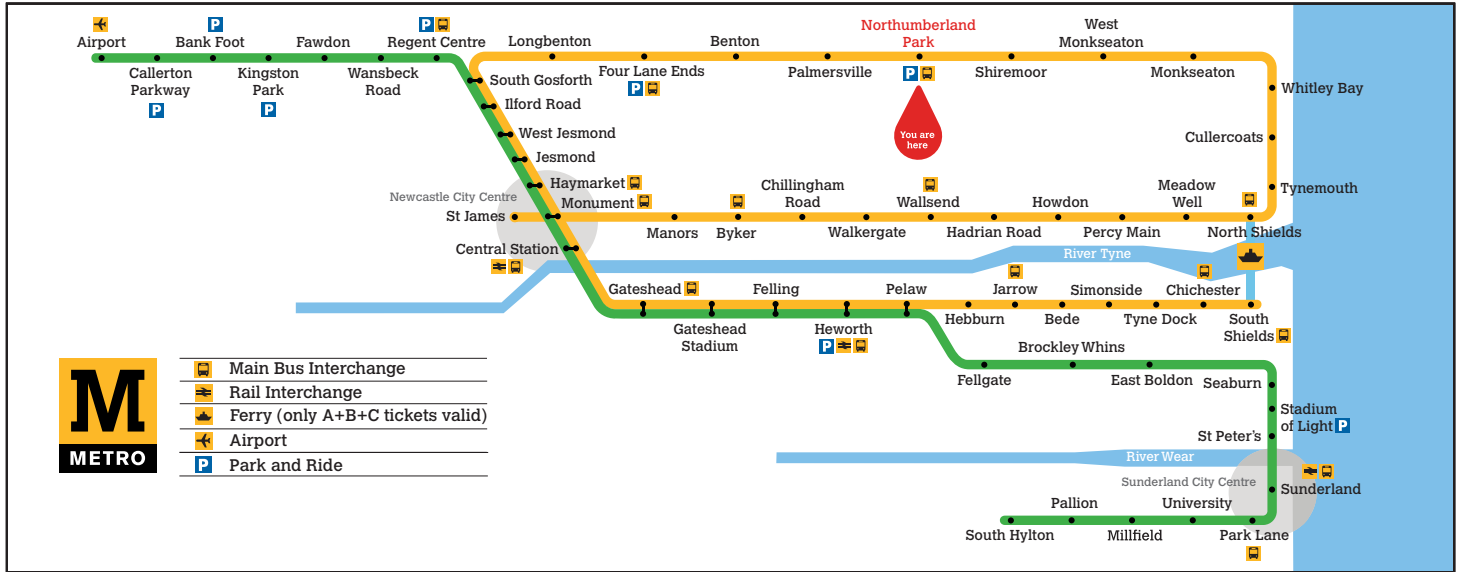 Airport
Callerton
Parkway
P
Bank Foot
P
Kingston
Park
P
Fawdon
Wansbeck
Road
P
Regent Centre
South Gosforth
Ilford Road
West Jesmond
Jesmond
Haymarket
Newcastle City Centre
Monument
St James
Central Station
Longbenton
Four Lane Ends
P
Benton
Palmersville
Northumberland
Park
P
You are
here
Shiremoor
West
Monkseaton
Monkseaton
Whitley Bay
Cullercoats
Tynemouth
North Shields
Meadow
Well
Percy Main
Howdon
Hadrian Road
Wallsend
Walkergate
Chillingham
Road
Byker
Manors
River Tyne
Gateshead
Gateshead
Stadium
Felling
Heworth
P
Pelaw
Hebburn
Jarrow
Bede
Simonside
Tyne Dock
Chichester
South
Shields
Fellgate
Brockley Whins
East Boldon
Seaburn
Stadium
of Light P
St Peter's
River Wear
Sunderland City Centre
Sunderland
Park Lane
University
Millfield
Pallion
South Hylton
M
METRO
Main Bus Interchange
Rail Interchange
Ferry (only A+B+C tickets valid)
Airport
P Park and Ride